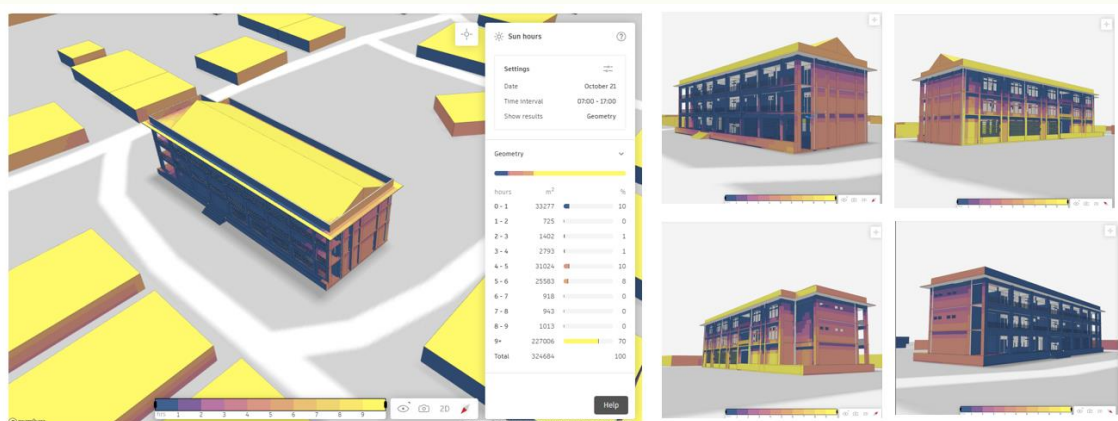 Sun hours
Settings
Date October 21
Time interval 07:00 - 17:00
Show results Geometry
Geometry
hours m² %
0 - 1 33277 10
1 - 2 725 0
2 - 3 1402 1
3 - 4 2793 1
4 - 5 31024 10
5 - 6 25583 8
6 - 7 918 0
7 - 8 943 0
8 - 9 1013 0
9+ 227006 70
Total 324684 100
Help
hrs 1 2 3 4 5 6 7 8 9
2D